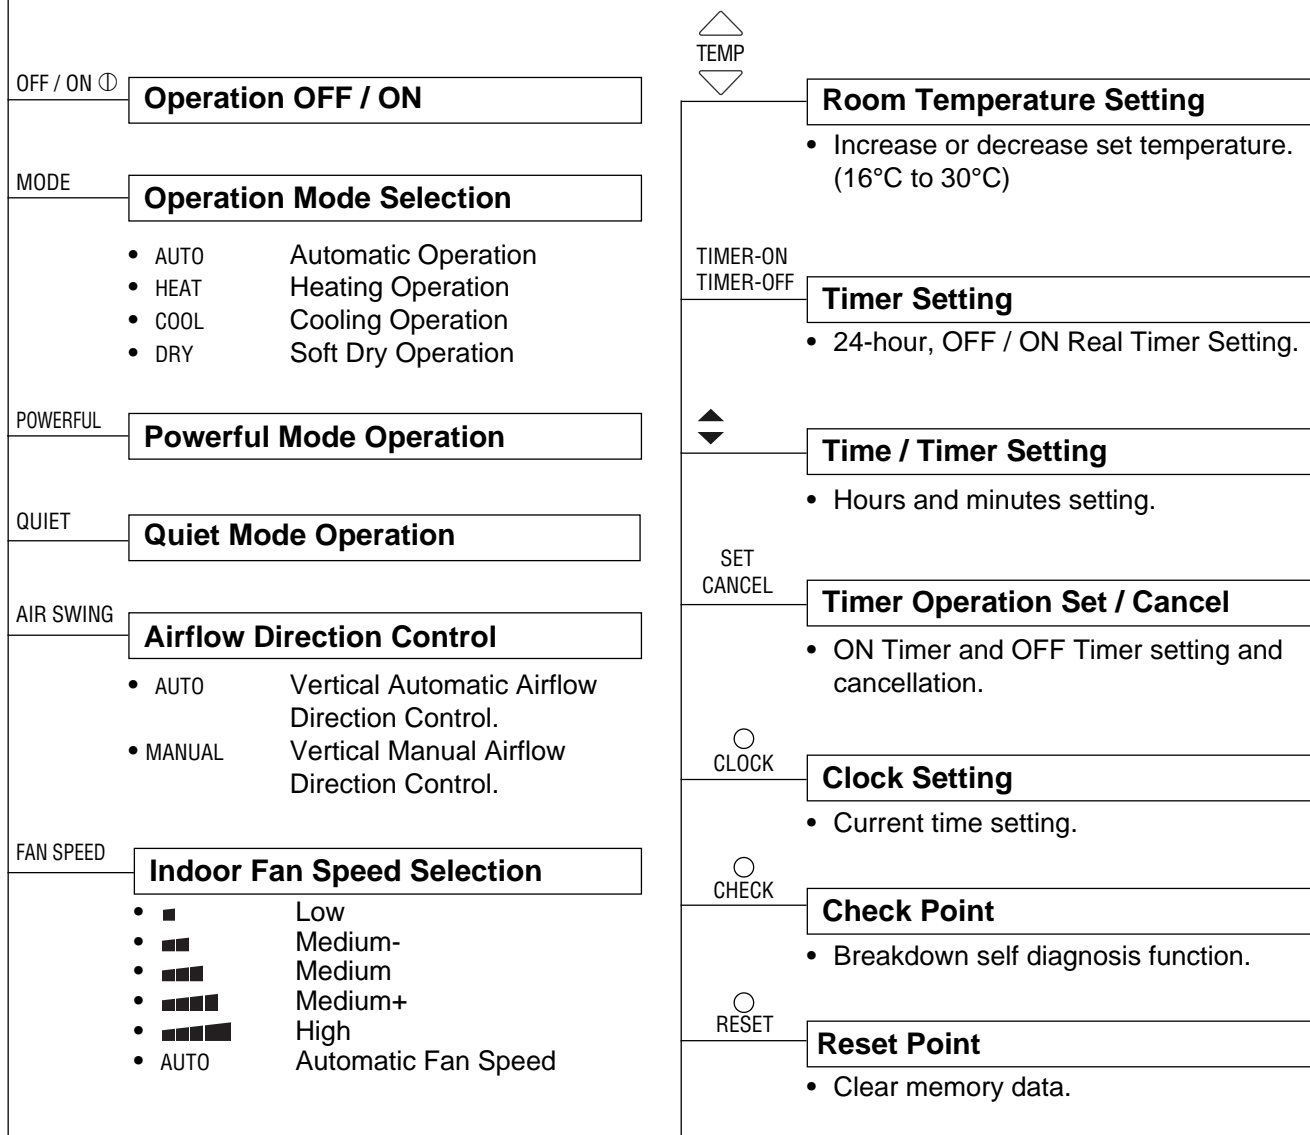 OFF / ON
Operation OFF / ON
MODE
Operation Mode Selection
• AUTO Automatic Operation
• HEAT Heating Operation
• COOL Cooling Operation
• DRY Soft Dry Operation
POWERFUL
Powerful Mode Operation
QUIET
Quiet Mode Operation
AIR SWING
Airflow Direction Control
• AUTO Vertical Automatic Airflow
Direction Control.
• MANUAL Vertical Manual Airflow
Direction Control.
FAN SPEED
Indoor Fan Speed Selection
• Low
• Medium-
• Medium
• Medium+
• High
• AUTO Automatic Fan Speed
TEMP
Room Temperature Setting
• Increase or decrease set temperature.
(16°C to 30°C)
TIMER-ON
TIMER-OFF
Timer Setting
• 24-hour, OFF / ON Real Timer Setting.
Time / Timer Setting
• Hours and minutes setting.
SET
CANCEL
Timer Operation Set / Cancel
• ON Timer and OFF Timer setting and
cancellation.
CLOCK
Clock Setting
• Current time setting.
CHECK
Check Point
• Breakdown self diagnosis function.
RESET
Reset Point
• Clear memory data.